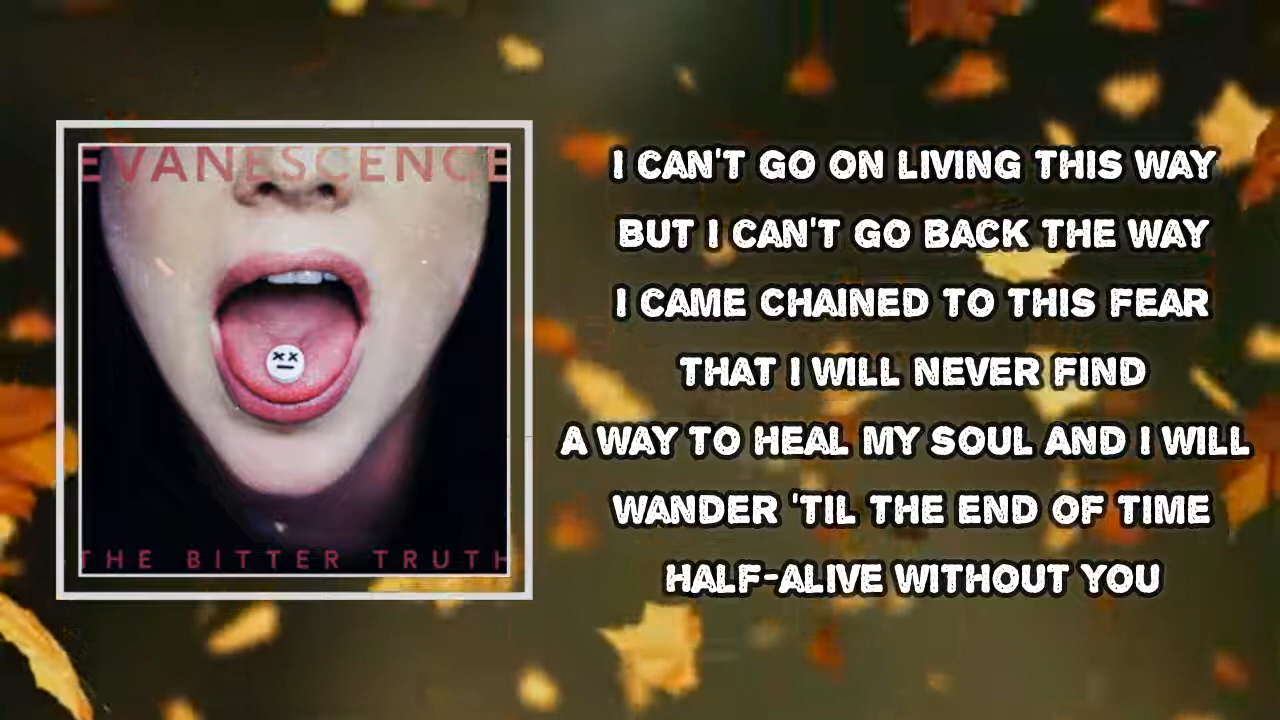 EVANESCENCE
THE BITTER TRUTH
I CAN'T GO ON LIVING THIS WAY
BUT I CAN'T GO BACK THE WAY
I CAME CHAINED TO THIS FEAR
THAT I WILL NEVER FIND
A WAY TO HEAL MY SOUL AND I WILL
WANDER 'TIL THE END OF TIME
HALF-ALIVE WITHOUT YOU